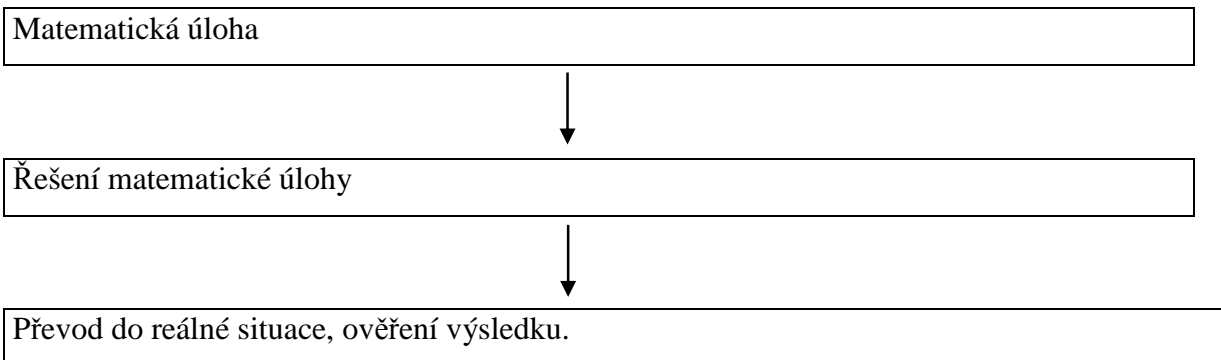 Matematická úloha
Řešení matematické úlohy
Převod do reálné situace, ověření výsledku.